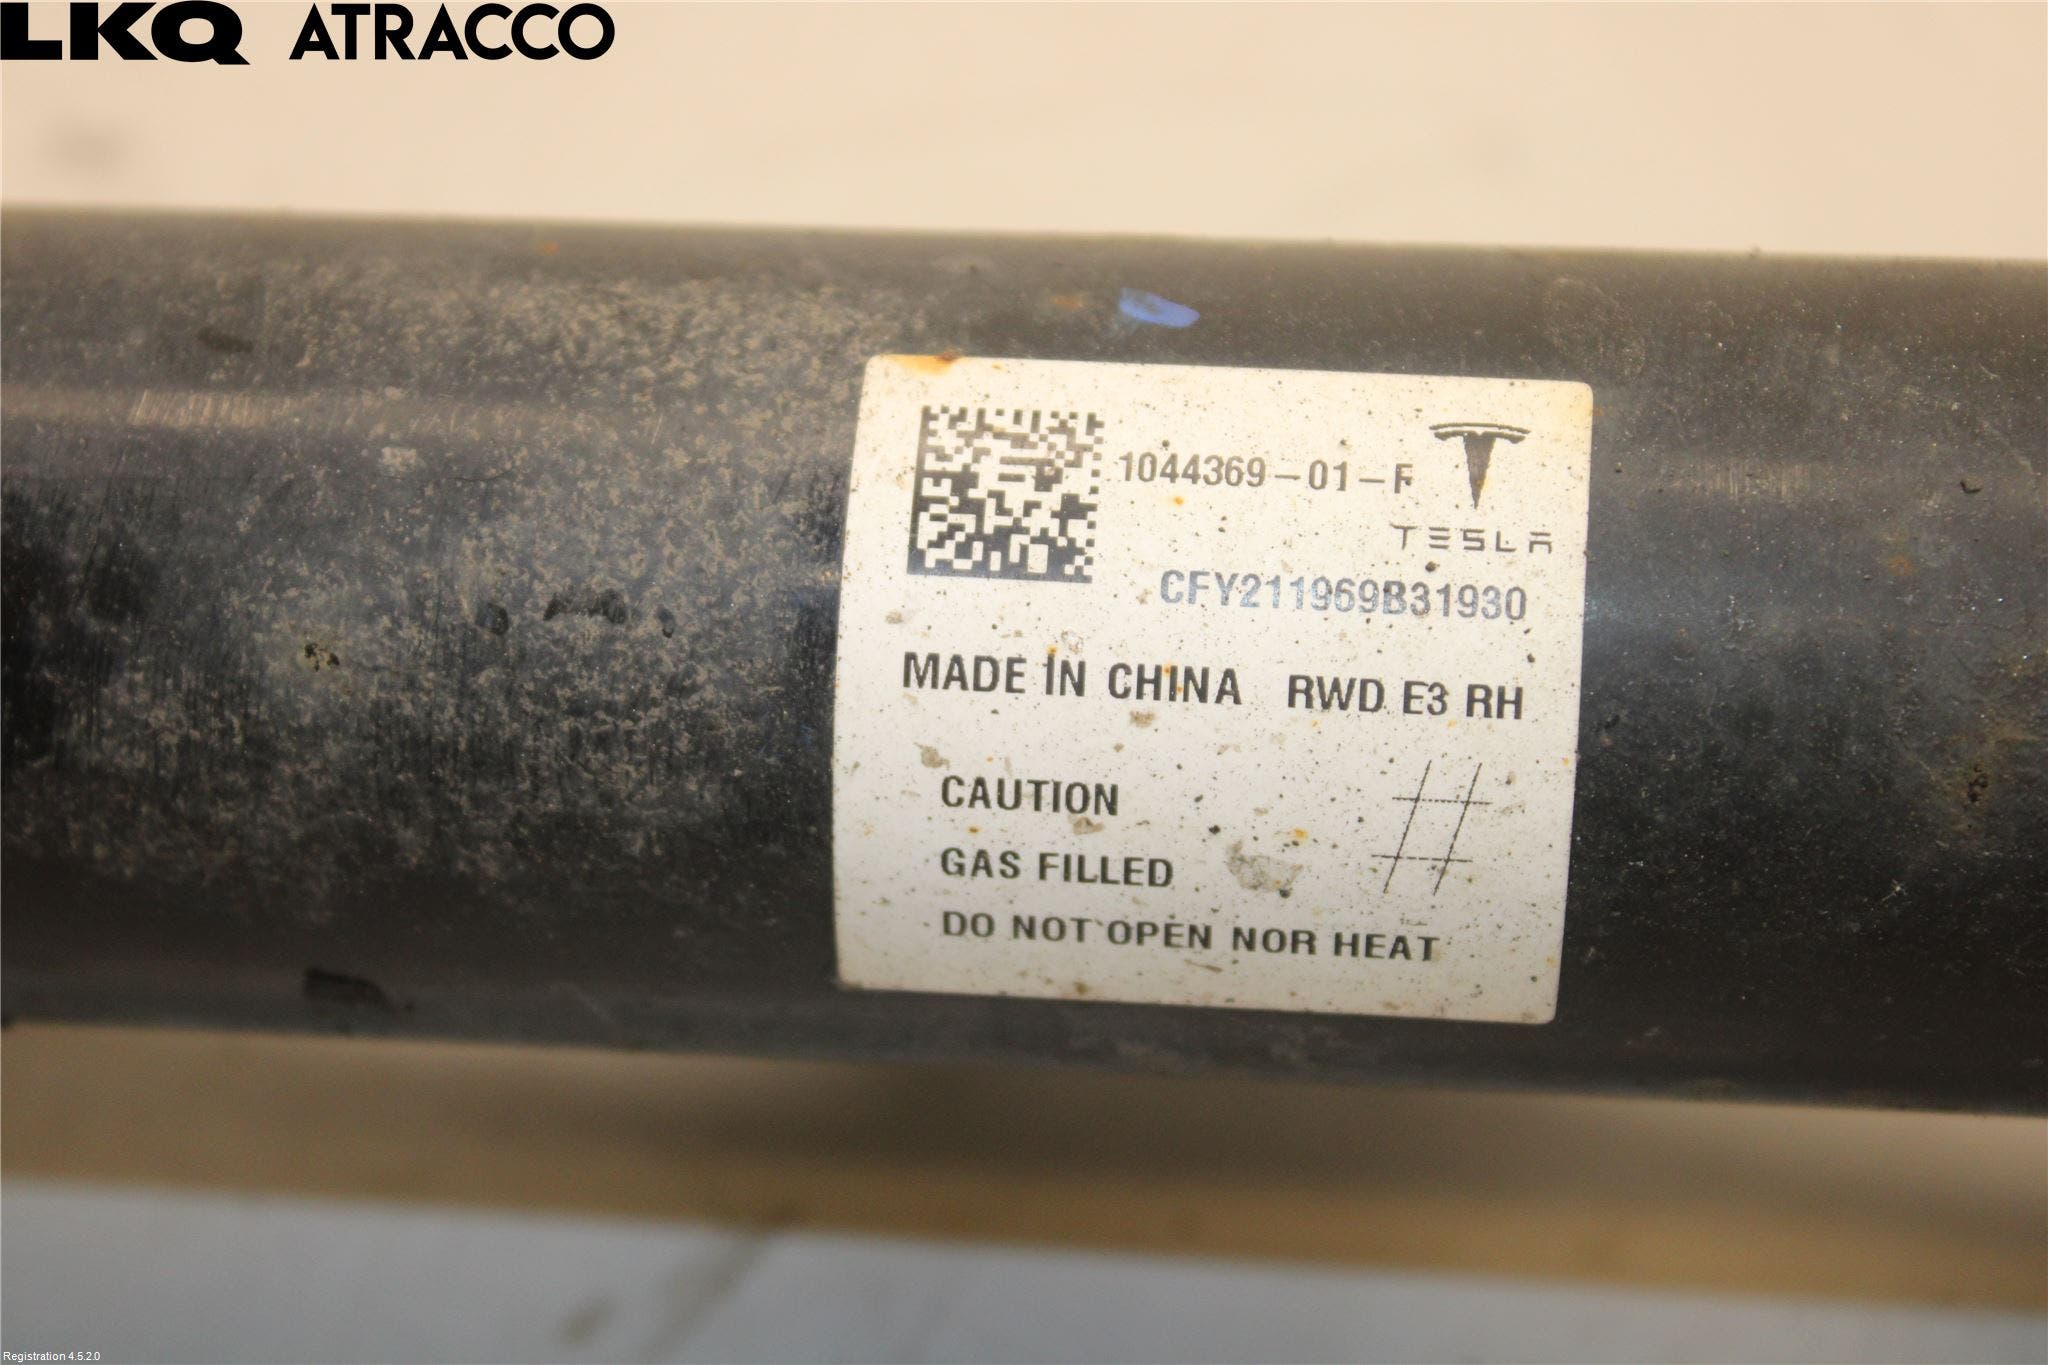 LKQ ATRACCO
1044369-01-F
TESLA
CFY211969B31930
MADE IN CHINA RWD E3 RH
CAUTION
GAS FILLED
DO NOT OPEN NOR HEAT
Registration 4.5.2.0